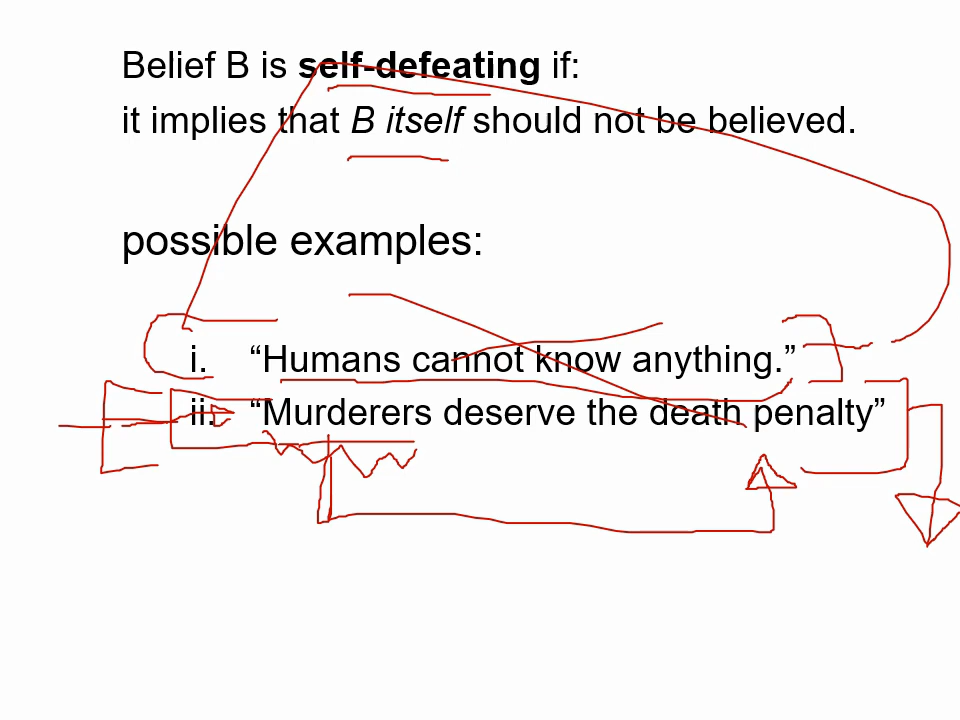 Belief B is self-defeating if:
it implies that B itself should not be believed.
possible examples:
i. “Humans cannot know anything.”
ii. “Murderers deserve the death penalty”